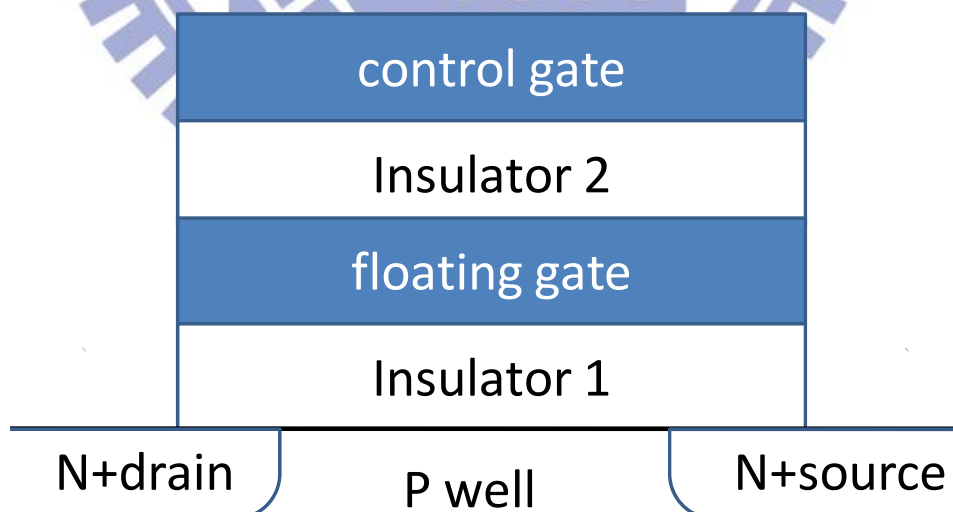 control gate
Insulator 2
floating gate
Insulator 1
N+drain
P well
N+source